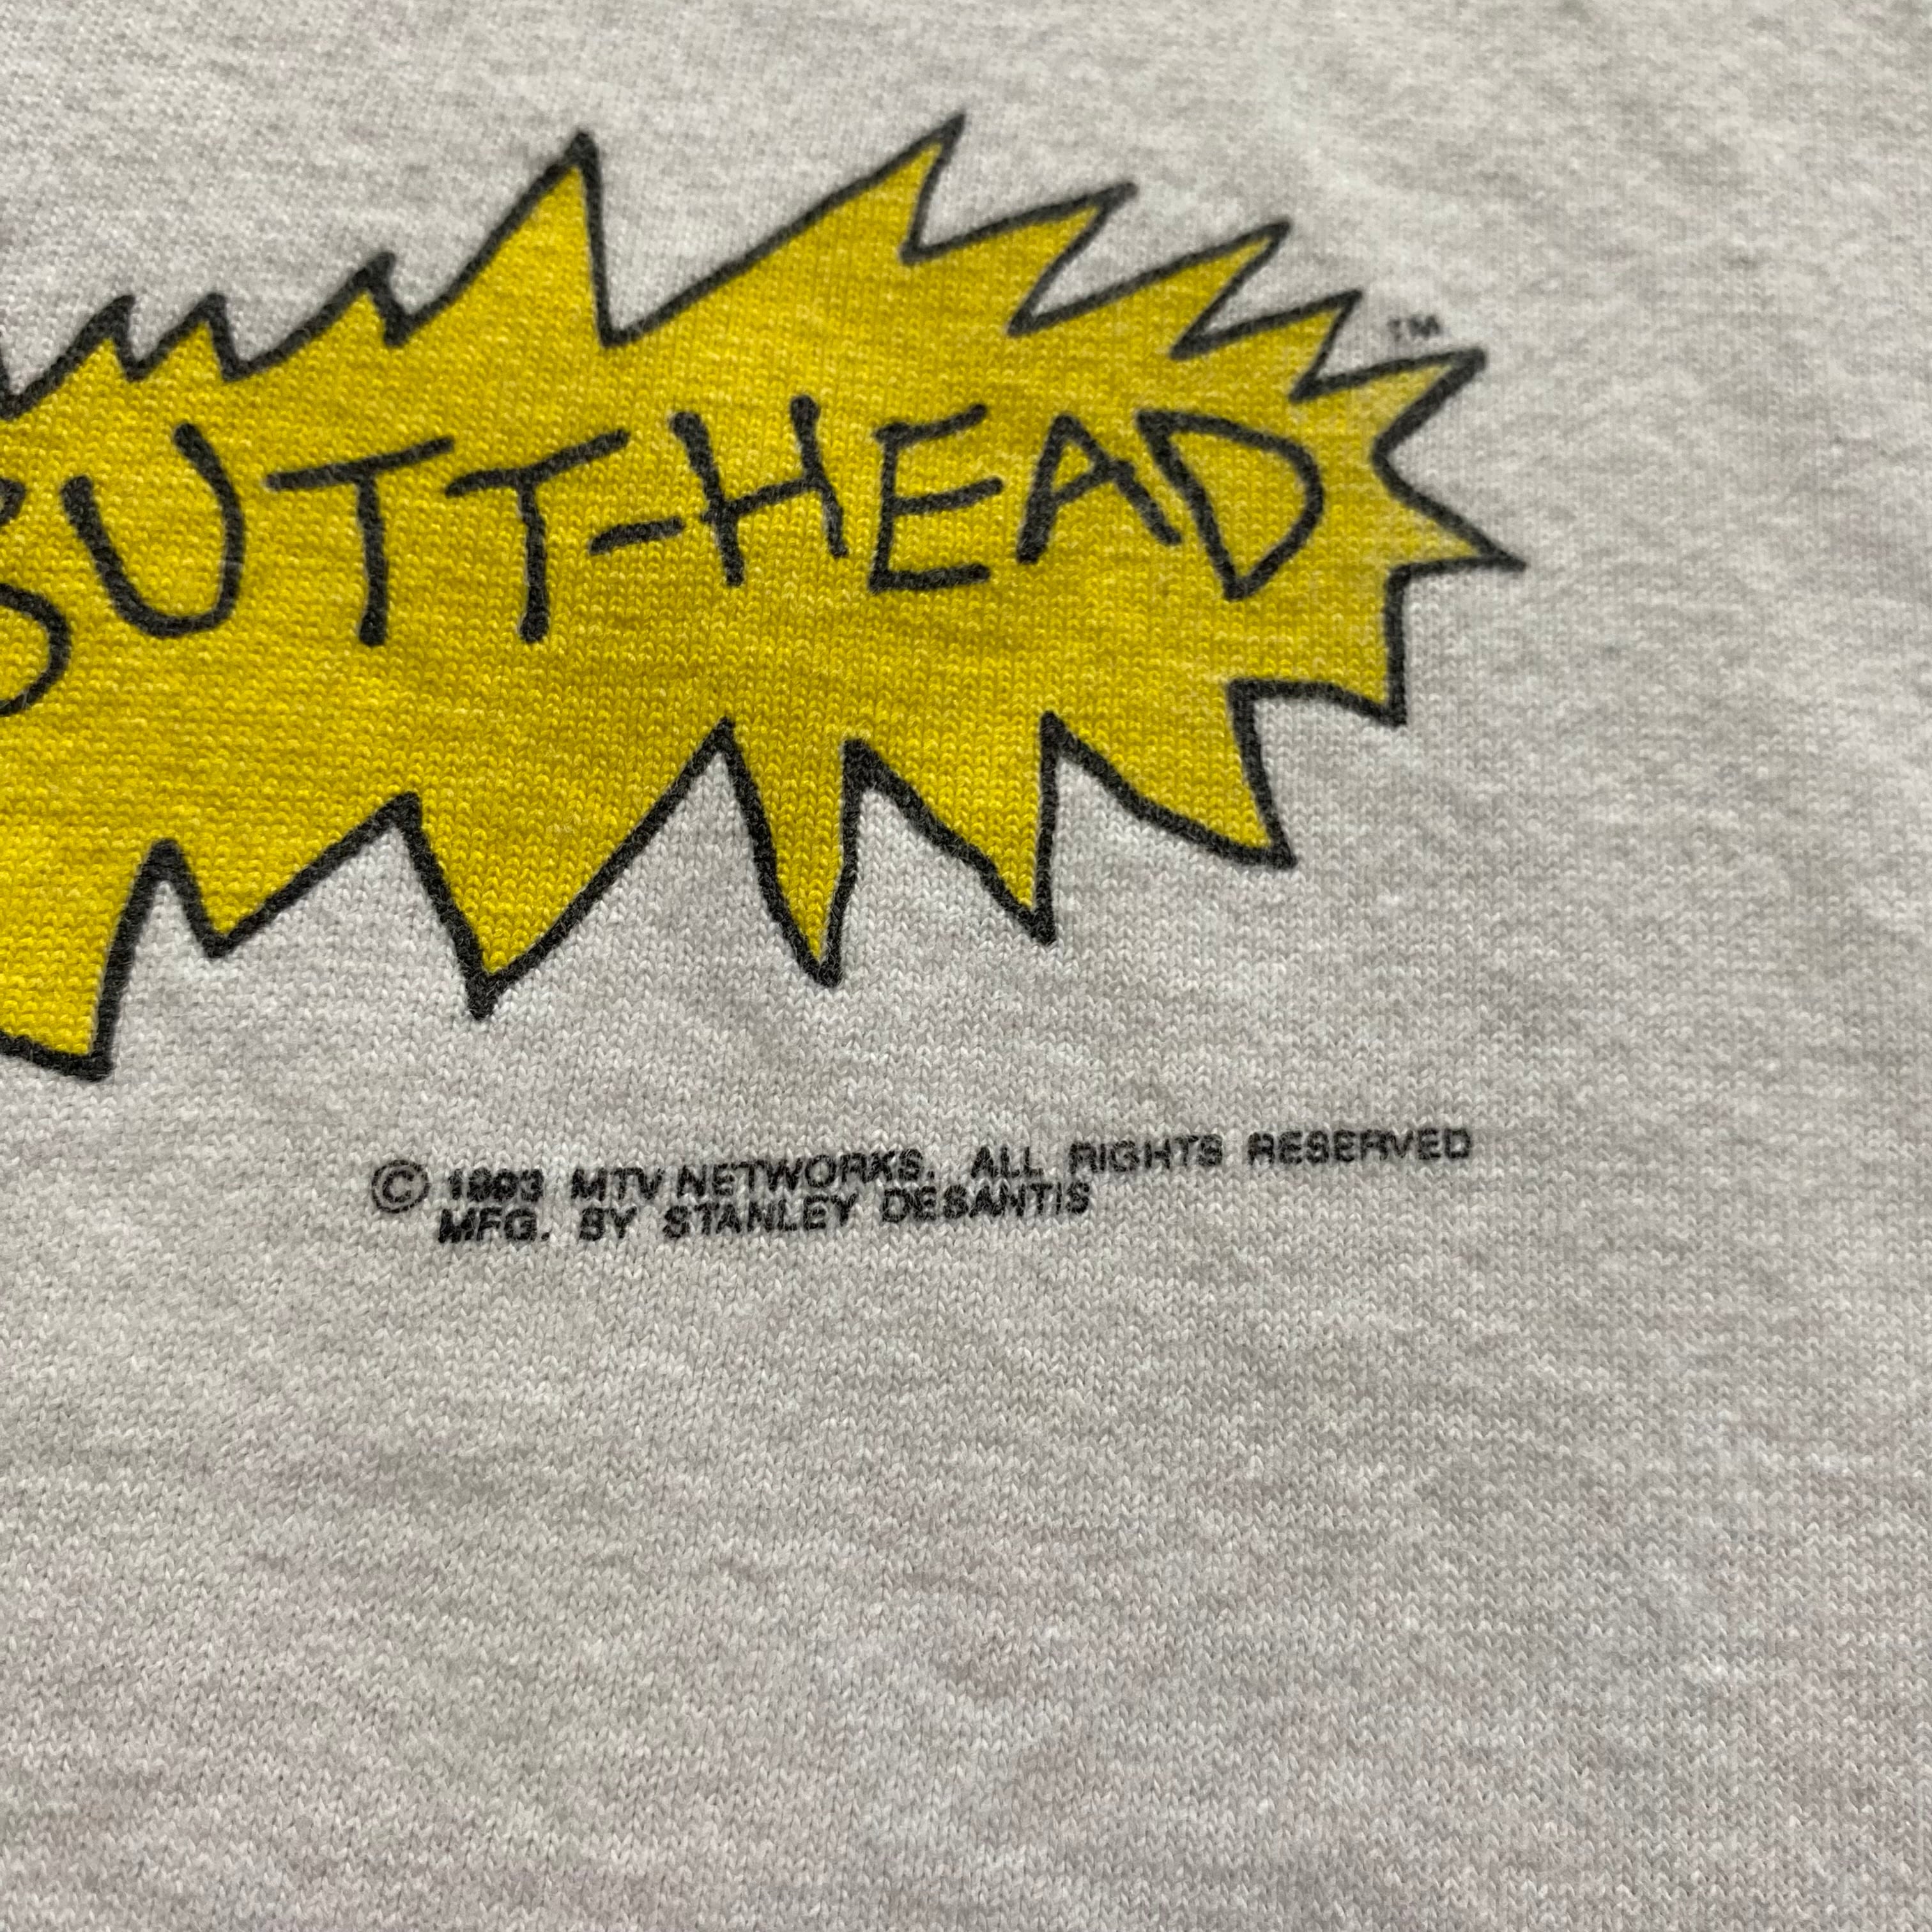 BUTT-HEAD
™
© 1993 MTV NETWORKS. ALL RIGHTS RESERVED
MFG. BY STANLEY DESANTIS